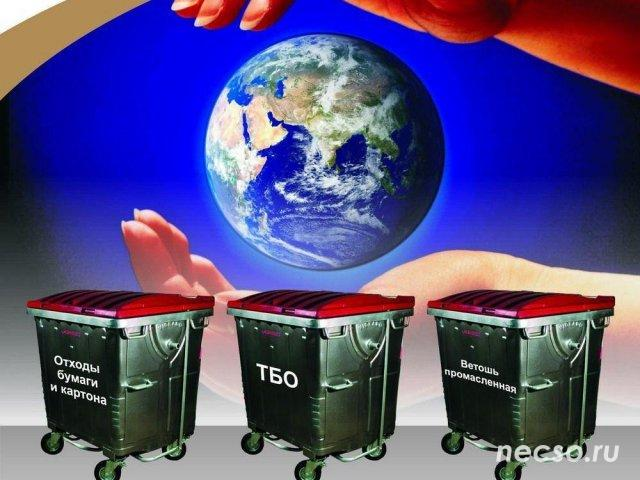 Отходы
бумаги
и картона
ТБО
Ветошь
промасленная
necso.ru